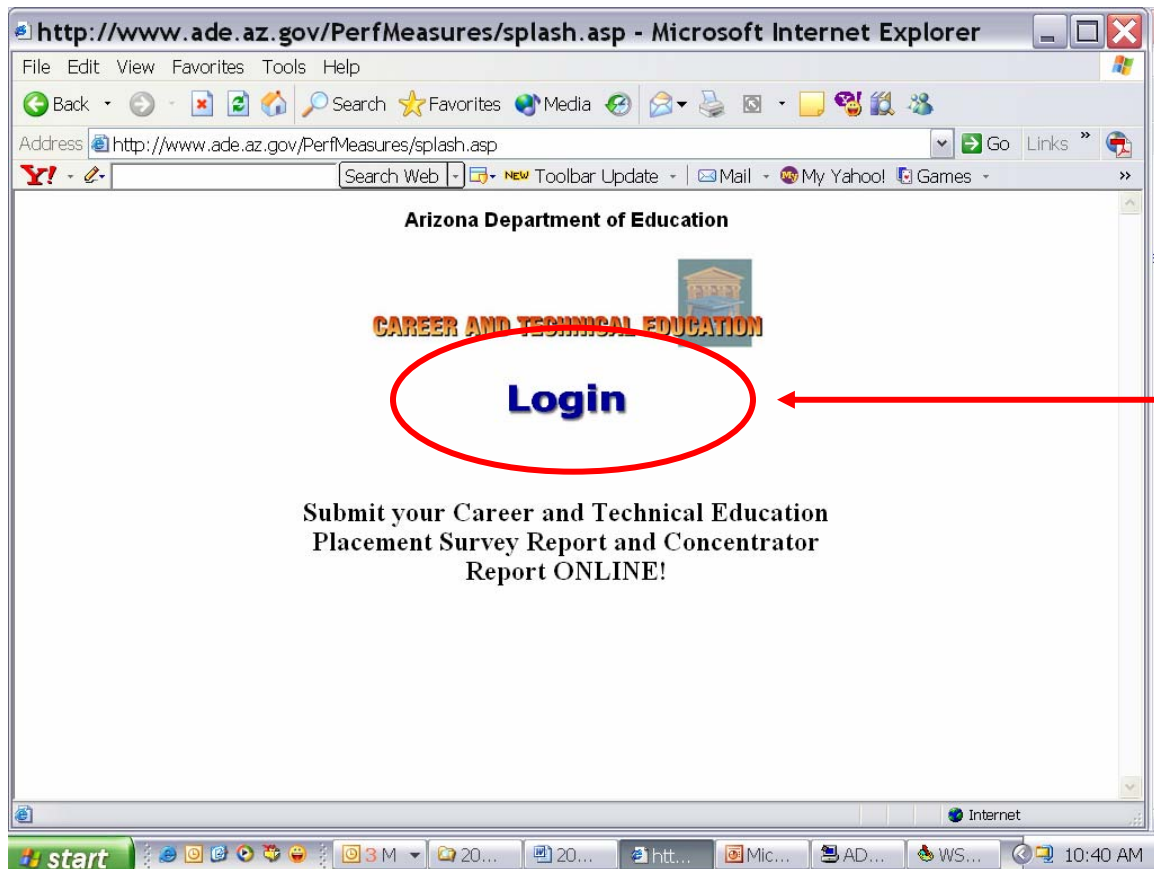 http://www.ade.az.gov/PerfMeasures/splash.asp - Microsoft Internet Explorer
File Edit View Favorites Tools Help
Back Search Favorites Media
Address http://www.ade.az.gov/PerfMeasures/splash.asp Go Links »
Y! Search Web NEW Toolbar Update Mail My Yahoo! Games »
Arizona Department of Education
CAREER AND TECHNICAL EDUCATION
Login
Submit your Career and Technical Education
Placement Survey Report and Concentrator
Report ONLINE!
Internet
start 3 M 20... 20... htt... Mic... AD... WS... 10:40 AM